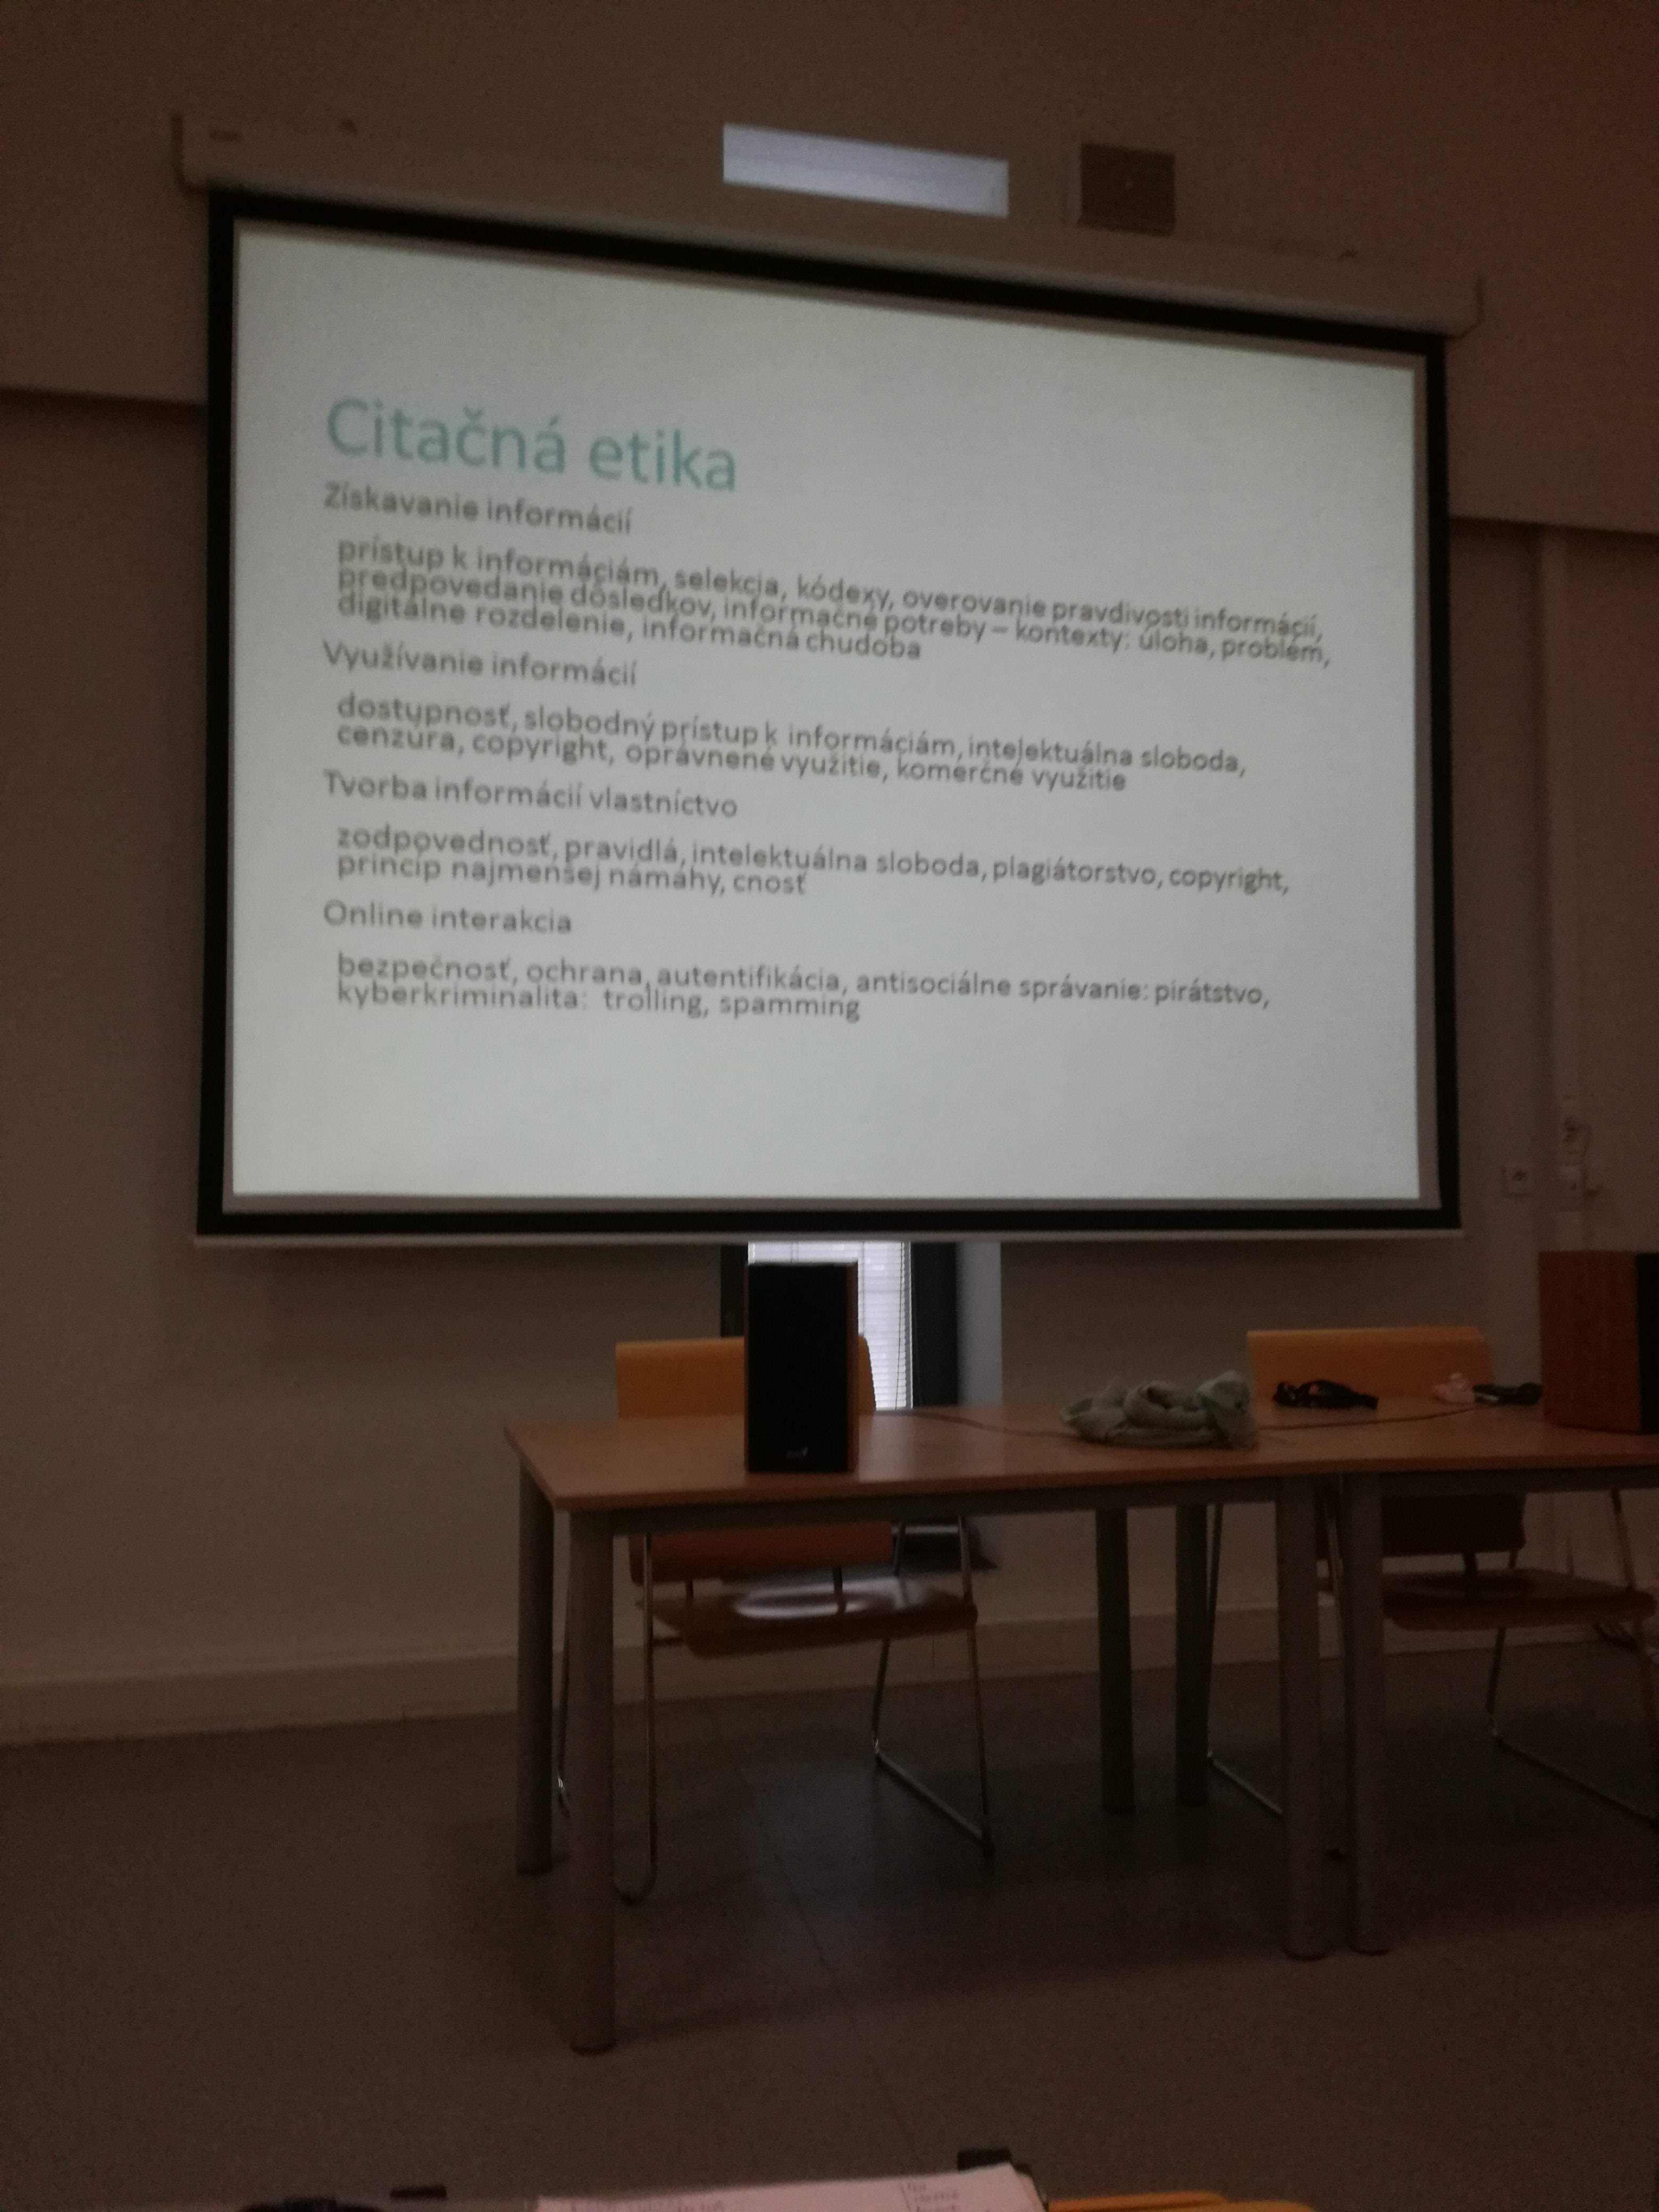 Citačná etika
Získavanie informácií
prístup k informáciám, selekcia, kódexy, overovanie pravdivosti informácií,
predpovedanie dôsledkov, informačné potreby – kontexty: úloha, problém,
digitálne rozdelenie, informačná chudoba
Využívanie informácií
dostupnosť, slobodný prístup k informáciám, intelektuálna sloboda,
cenzúra, copyright, oprávnené využitie, komerčné využitie
Tvorba informácií vlastníctvo
zodpovednosť, pravidlá, intelektuálna sloboda, plagiátorstvo, copyright,
princíp najmenšej námahy, cnosť
Online interakcia
bezpečnosť, ochrana, autentifikácia, antisociálne správanie: pirátstvo,
kyberkriminalita: trolling, spamming